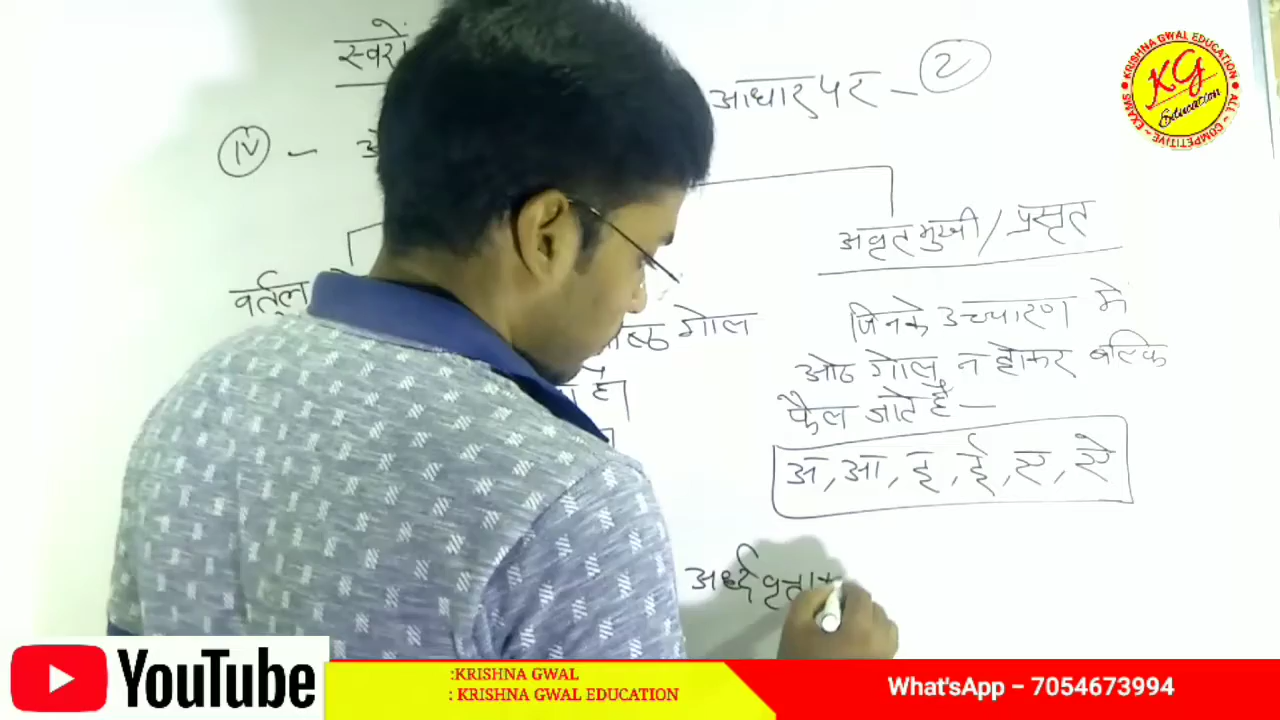 स्वरों
आधार पर - 2
IV -
अवृतमुखी / प्रसृत
वर्तुल
जिनके उच्चारण में
गोल
ओठ गोल न होकर बल्कि
है।
फैल जाते है -
अ, आ, इ, ई, ए, ऐ
अर्ध्दवृत्ता
KRISHNA GWAL EDUCATION
KG
Education
ALL - COMPETITIVE - EXAMS
YouTube
:KRISHNA GWAL
: KRISHNA GWAL EDUCATION
What'sApp - 7054673994